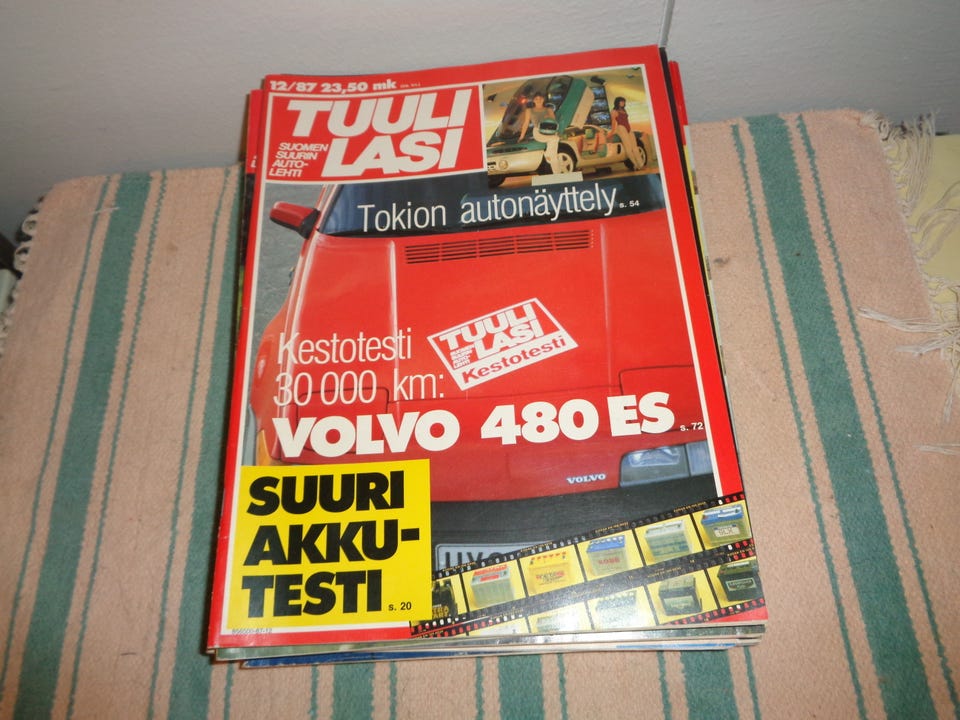 12/87 23,50 mk
TUULI
LASI
SUOMEN
SUURIN
AUTO-
LEHTI
Tokion autonäyttely s. 54
TUULI
LASI
Kestotesti
Kestotesti
30 000 km:
VOLVO 480 ES s. 72
VOLVO
SUURI
AKKU-
TESTI s. 20